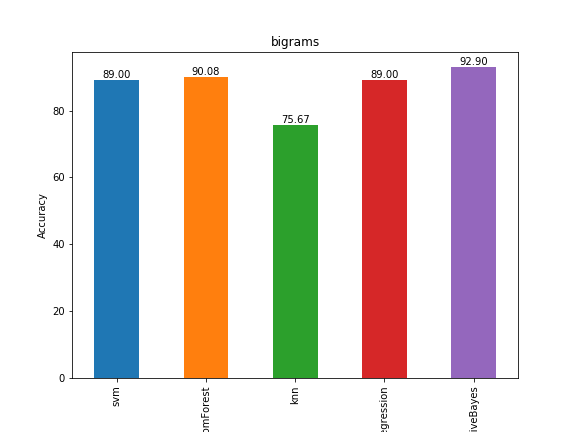 bigrams
89.00
90.08
75.67
89.00
92.90
Accuracy
80
60
40
20
0
svm
omForest
knn
egression
iveBayes